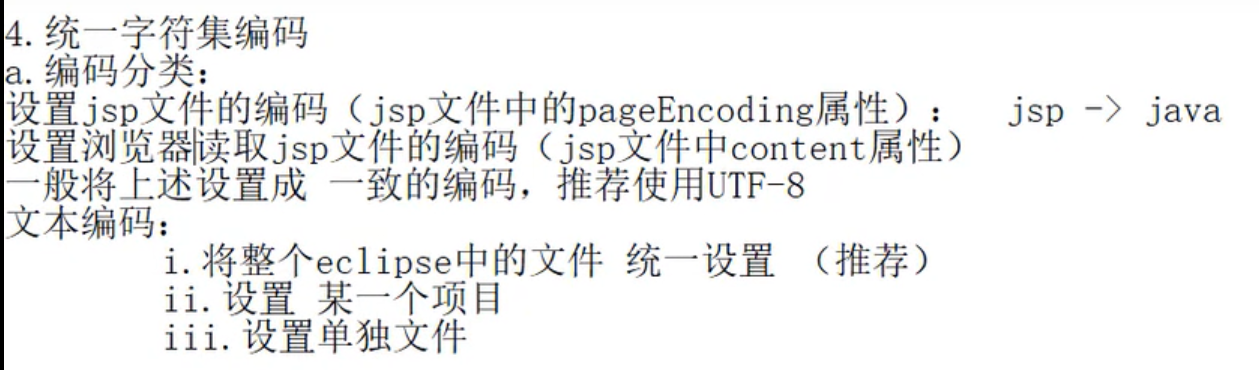 4.统一字符集编码
a.编码分类：
设置jsp文件的编码（jsp文件中的pageEncoding属性）： jsp -> java
设置浏览器读取jsp文件的编码（jsp文件中content属性）
一般将上述设置成 一致的编码，推荐使用UTF-8
文本编码：
i.将整个eclipse中的文件 统一设置 （推荐）
ii.设置 某一个项目
iii.设置单独文件